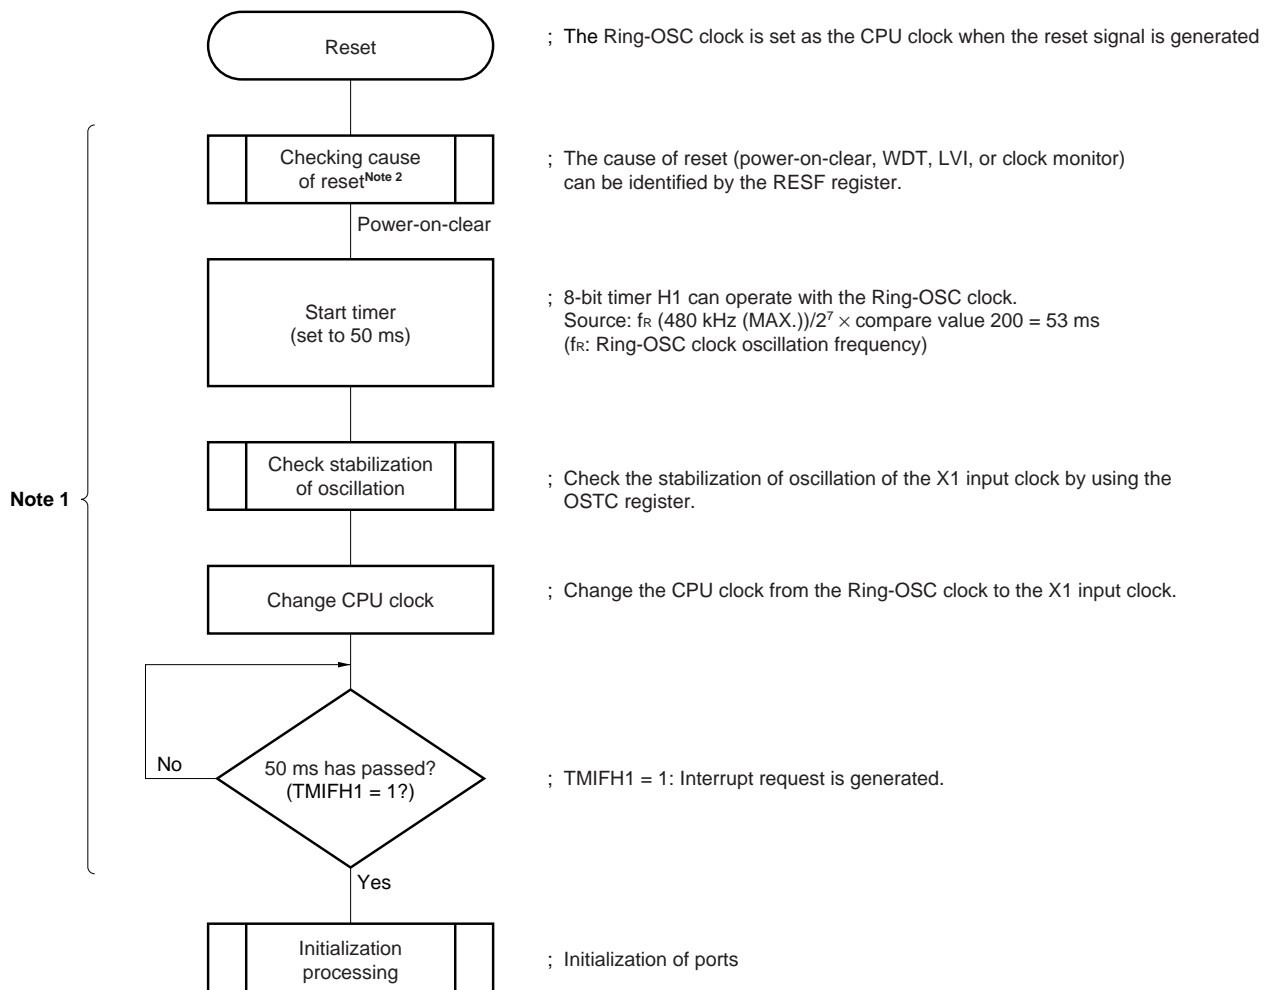 Reset
; The Ring-OSC clock is set as the CPU clock when the reset signal is generated
Checking cause
of reset Note 2
; The cause of reset (power-on-clear, WDT, LVI, or clock monitor)
can be identified by the RESF register.
Power-on-clear
Start timer
(set to 50 ms)
; 8-bit timer H1 can operate with the Ring-OSC clock.
Source: fR (480 kHz (MAX.))/2⁷ × compare value 200 = 53 ms
(fR: Ring-OSC clock oscillation frequency)
Note 1
Check stabilization
of oscillation
; Check the stabilization of oscillation of the X1 input clock by using the
OSTC register.
Change CPU clock
; Change the CPU clock from the Ring-OSC clock to the X1 input clock.
No
50 ms has passed?
(TMIFH1 = 1?)
; TMIFH1 = 1: Interrupt request is generated.
Yes
Initialization
processing
; Initialization of ports